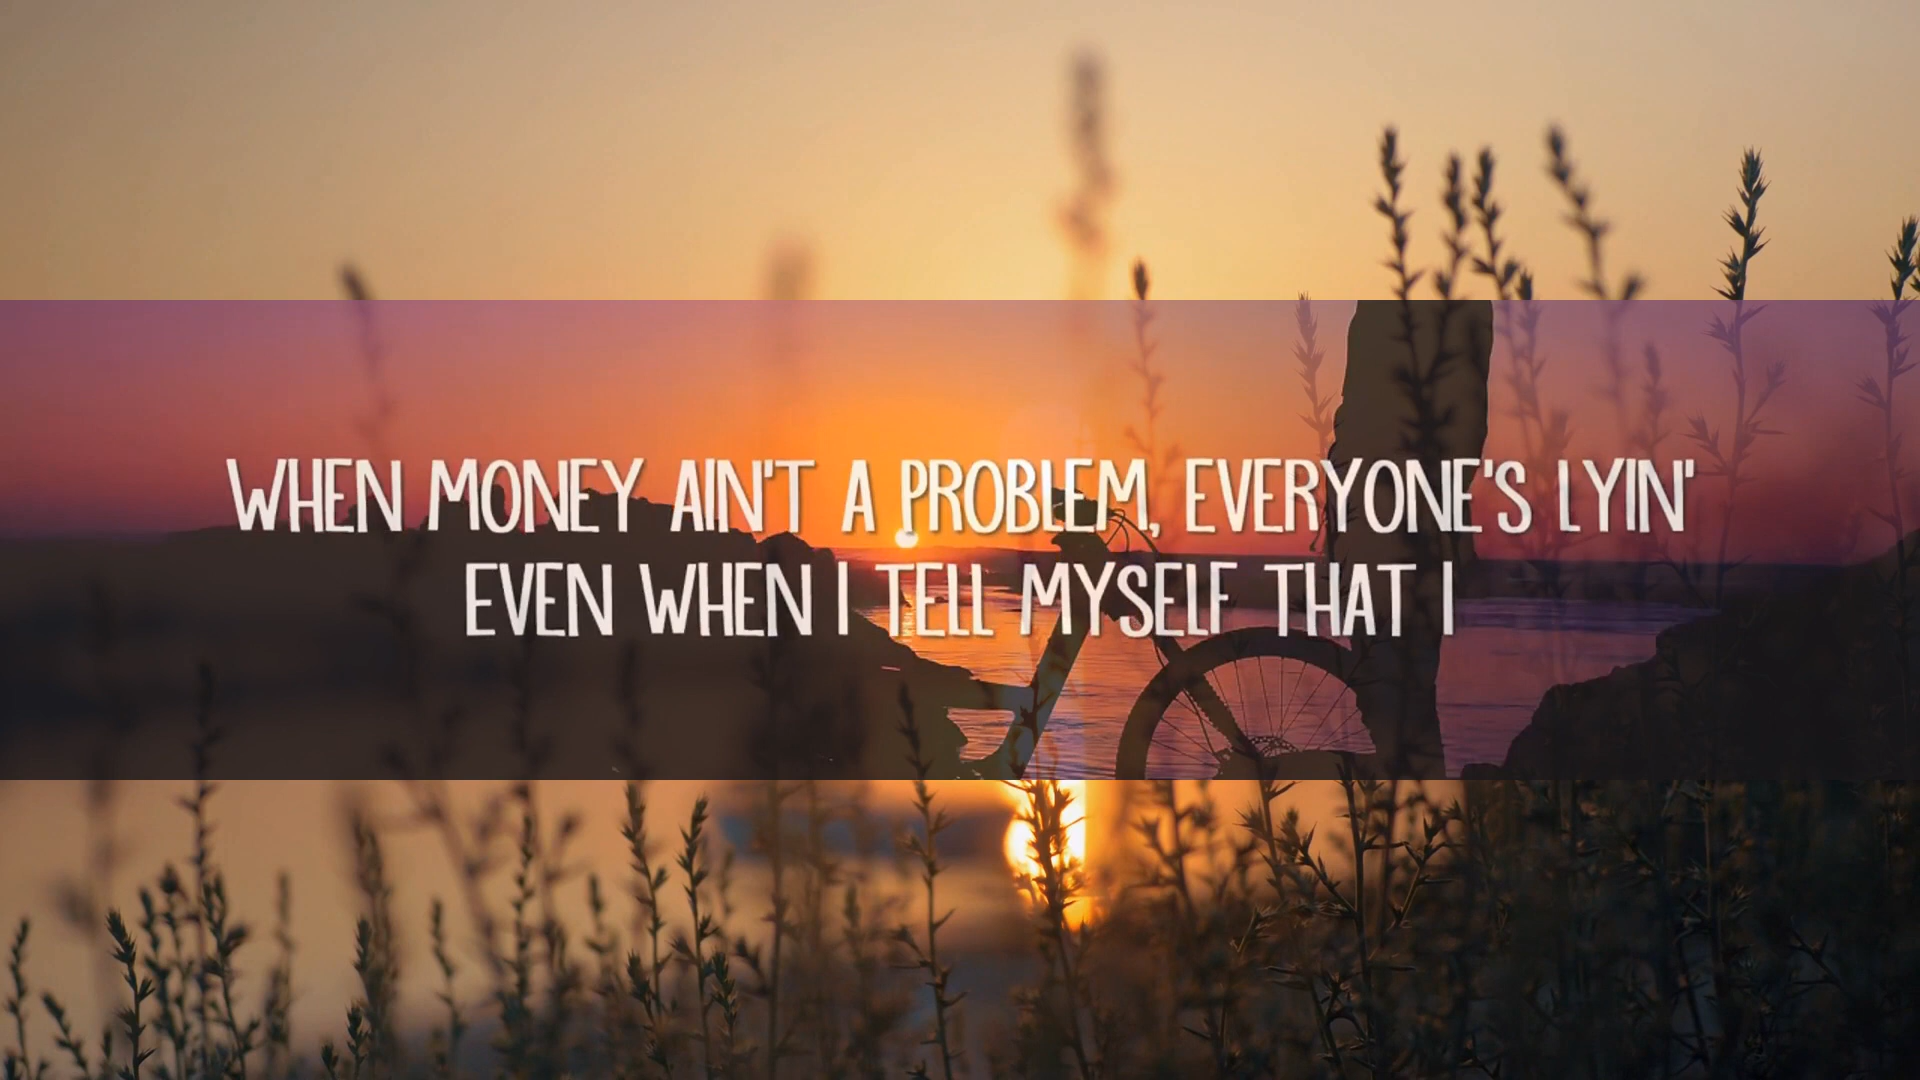 WHEN MONEY AIN'T A PROBLEM, EVERYONE'S LYIN'
EVEN WHEN I TELL MYSELF THAT I